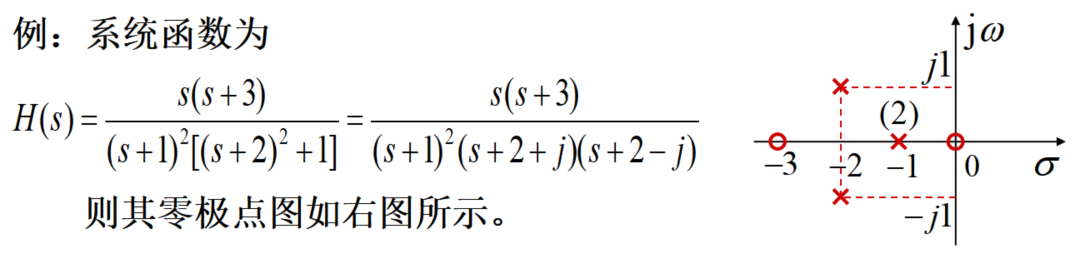 例：系统函数为
H(s) = s(s+3) / (s+1)²[(s+2)²+1] = s(s+3) / (s+1)²(s+2+j)(s+2−j)
则其零极点图如右图所示。
jω
j1
(2)
−3 −2 −1 0 σ
−j1